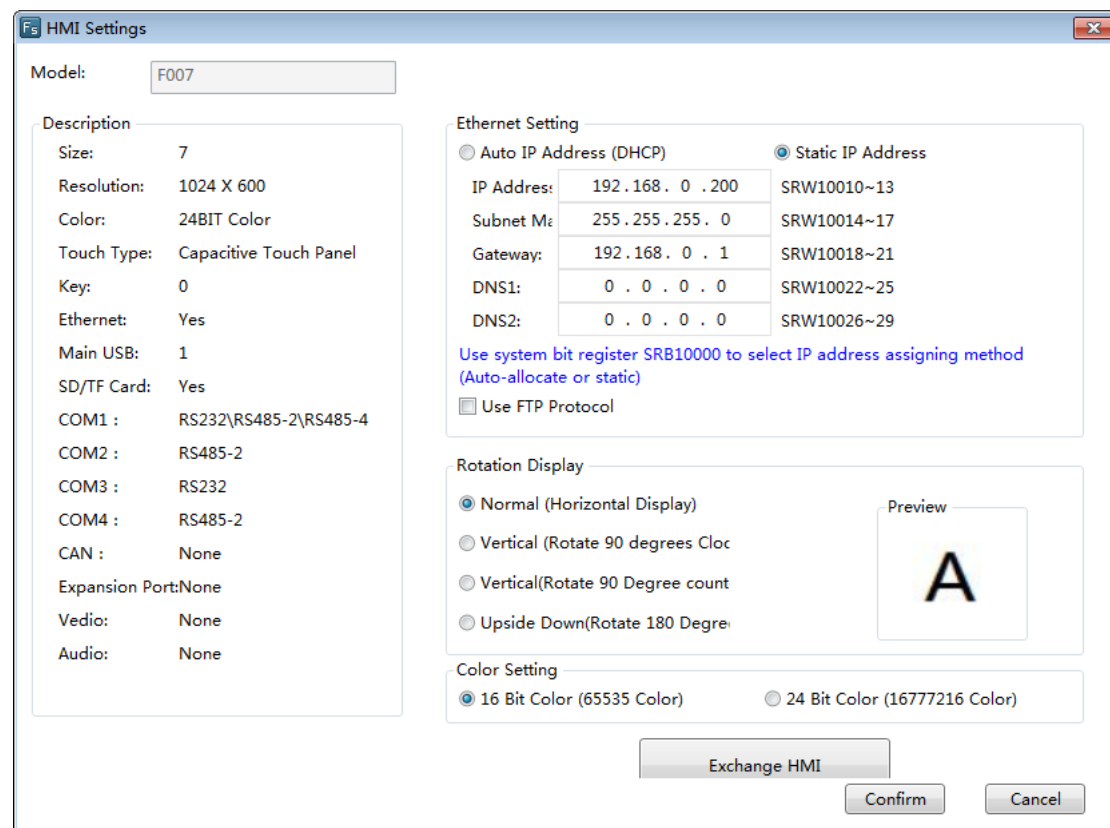 Fs HMI Settings
Model: F007
Description
Size: 7
Resolution: 1024 X 600
Color: 24BIT Color
Touch Type: Capacitive Touch Panel
Key: 0
Ethernet: Yes
Main USB: 1
SD/TF Card: Yes
COM1 : RS232\RS485-2\RS485-4
COM2 : RS485-2
COM3 : RS232
COM4 : RS485-2
CAN : None
Expansion Port:None
Vedio: None
Audio: None
Ethernet Setting
Auto IP Address (DHCP) Static IP Address
IP Address 192.168. 0 .200 SRW10010~13
Subnet Ma 255.255.255. 0 SRW10014~17
Gateway: 192.168. 0 . 1 SRW10018~21
DNS1: 0 . 0 . 0 . 0 SRW10022~25
DNS2: 0 . 0 . 0 . 0 SRW10026~29
Use system bit register SRB10000 to select IP address assigning method
(Auto-allocate or static)
Use FTP Protocol
Rotation Display
Normal (Horizontal Display)
Vertical (Rotate 90 degrees Cloc
Vertical(Rotate 90 Degree count
Upside Down(Rotate 180 Degre
Preview
A
Color Setting
16 Bit Color (65535 Color) 24 Bit Color (16777216 Color)
Exchange HMI
Confirm Cancel